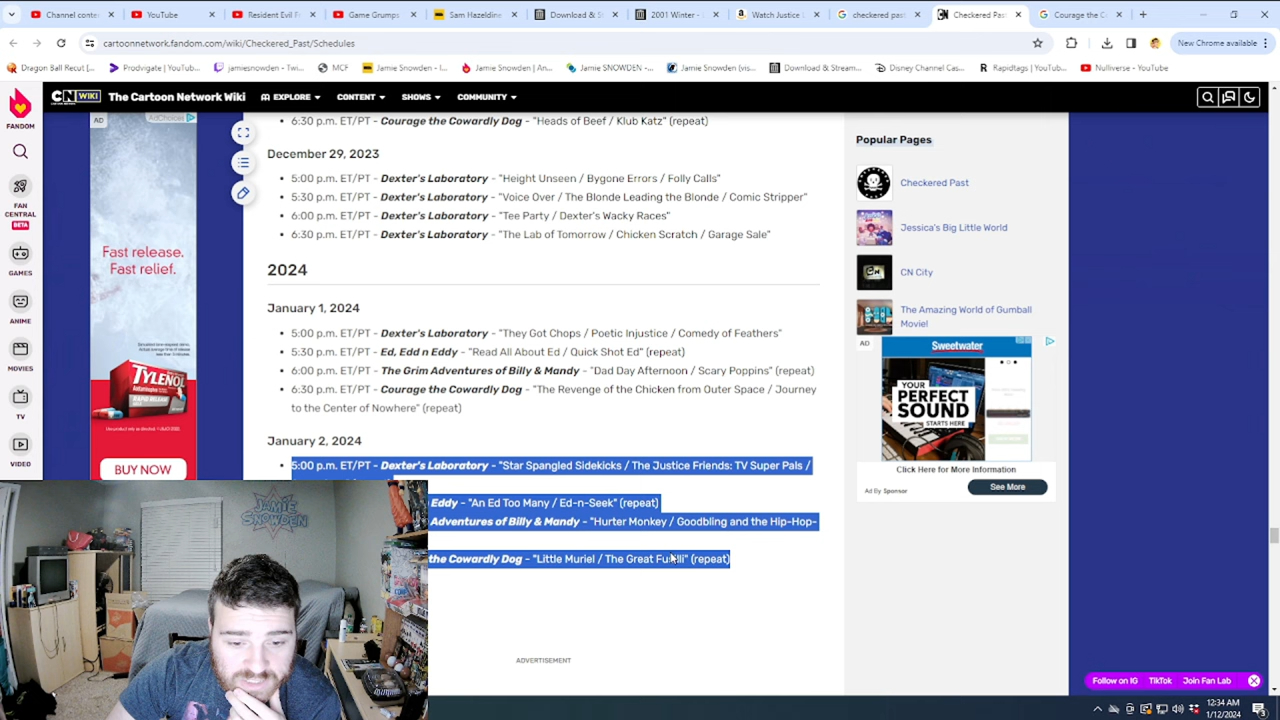 Channel conten
YouTube
Resident Evil F
Game Grumps
Sam Hazeldine
Download & S
2001 Winter -
Watch Justice L
checkered past
Checkered Pas
Courage the C
cartoonnetwork.fandom.com/wiki/Checkered_Past/Schedules
New Chrome available
Dragon Ball Recut [...
Prodvigate | YouTub...
jamiesnowden - Twi...
MCF
Jamie Snowden - I...
Jamie Snowden | An...
Jamie SNOWDEN -...
Jamie Snowden (vi...
Download & Stream...
Disney Channel Cas...
Rapidtags | YouTub...
Nulliverse - YouTube
FANDOM
CN WIKI
The Cartoon Network Wiki
EXPLORE
CONTENT
SHOWS
COMMUNITY
AD
AdChoices
6:30 p.m. ET/PT - Courage the Cowardly Dog - "Heads of Beef / Klub Katz" (repeat)
December 29, 2023
5:00 p.m. ET/PT - Dexter's Laboratory - "Height Unseen / Bygone Errors / Folly Calls"
5:30 p.m. ET/PT - Dexter's Laboratory - "Voice Over / The Blonde Leading the Blonde / Comic Stripper"
6:00 p.m. ET/PT - Dexter's Laboratory - "Tee Party / Dexter's Wacky Races"
6:30 p.m. ET/PT - Dexter's Laboratory - "The Lab of Tomorrow / Chicken Scratch / Garage Sale"
2024
January 1, 2024
5:00 p.m. ET/PT - Dexter's Laboratory - "They Got Chops / Poetic Injustice / Comedy of Feathers"
5:30 p.m. ET/PT - Ed, Edd n Eddy - "Read All About Ed / Quick Shot Ed" (repeat)
6:00 p.m. ET/PT - The Grim Adventures of Billy & Mandy - "Dad Day Afternoon / Scary Poppins" (repeat)
6:30 p.m. ET/PT - Courage the Cowardly Dog - "The Revenge of the Chicken from Outer Space / Journey
to the Center of Nowhere" (repeat)
January 2, 2024
5:00 p.m. ET/PT - Dexter's Laboratory - "Star Spangled Sidekicks / The Justice Friends: TV Super Pals /
Eddy - "An Ed Too Many / Ed-n-Seek" (repeat)
Adventures of Billy & Mandy - "Hurter Monkey / Goodbling and the Hip-Hop-
the Cowardly Dog - "Little Muriel / The Great (repeat)
ADVERTISEMENT
FAN
CENTRAL
BETA
GAMES
ANIME
MOVIES
TV
VIDEO
Fast release.
Fast relief.
TYLENOL
BUY NOW
Popular Pages
Checkered Past
Jessica's Big Little World
CN City
The Amazing World of Gumball
Movie!
AD
Sweetwater
YOUR
PERFECT
SOUND
STARTS HERE
Click Here for More Information
Ad By Sponsor
See More
JAMIE
SNOWDEN
Follow on IG
TikTok
Join Fan Lab
12:34 AM
1/12/2024